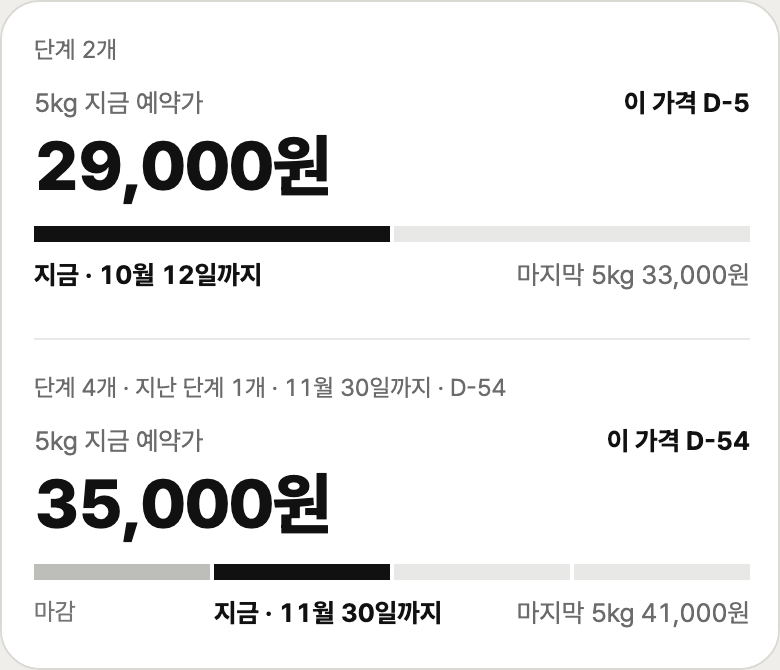 단계 2개
5kg 지금 예약가 이 가격 D-5
29,000원
지금 · 10월 12일까지 마지막 5kg 33,000원
단계 4개 · 지난 단계 1개 · 11월 30일까지 · D-54
5kg 지금 예약가 이 가격 D-54
35,000원
마감 지금 · 11월 30일까지 마지막 5kg 41,000원